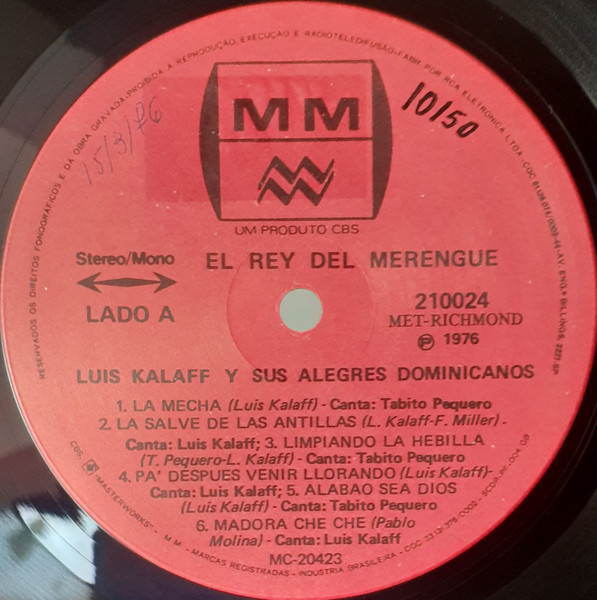 RESERVADOS OS DIREITOS FONOGRÁFICOS E DA OBRA GRAVADA-PROIBIDA A REPRODUÇÃO, EXECUÇÃO E RADIOTELEDIFUSÃO-FABR. POR RCA ELETRÔNICA LTDA.-CGC
MM
15/3/76
10150
UM PRODUTO CBS
Stereo/Mono
EL REY DEL MERENGUE
LADO A
210024
MET-RICHMOND
℗ 1976
LUIS KALAFF Y SUS ALEGRES DOMINICANOS
1. LA MECHA (Luis Kalaff) - Canta: Tabito Pequero
2. LA SALVE DE LAS ANTILLAS (L. Kalaff-F. Miller) -
Canta: Luis Kalaff; 3. LIMPIANDO LA HEBILLA
(T. Pequero-L. Kalaff) - Canta: Tabito Pequero
4. PA' DESPUES VENIR LLORANDO (Luis Kalaff)-
Canta: Luis Kalaff; 5. ALABAO SEA DIOS
(Luis Kalaff) - Canta: Tabito Pequero
6. MADORA CHE CHE (Pablo
Molina) -Canta: Luis Kalaff
MC-20423
CBS, "MASTERWORKS" - M M - MARCAS REGISTRADAS - INDÚSTRIA BRASILEIRA - CGC